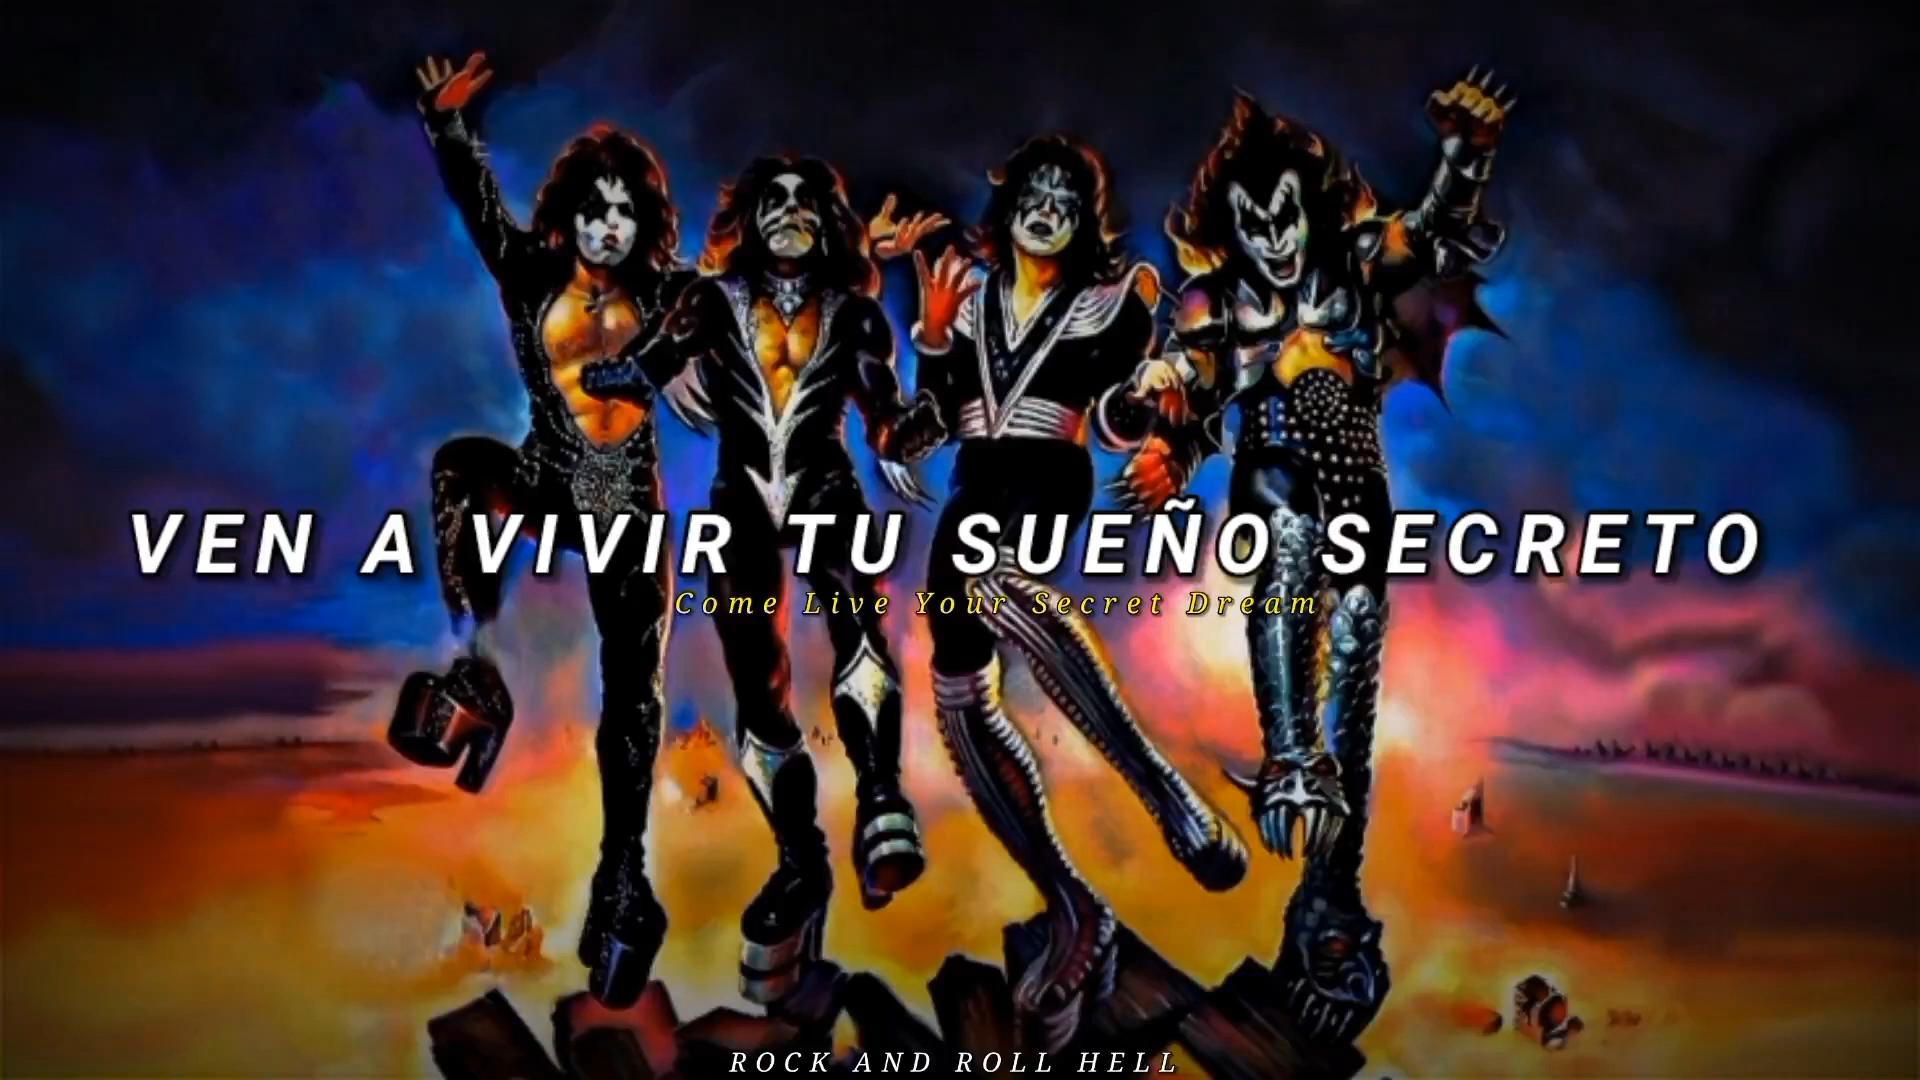 VEN A VIVIR TU SUEÑO SECRETO
Come Live Your Secret Dream
ROCK AND ROLL HELL